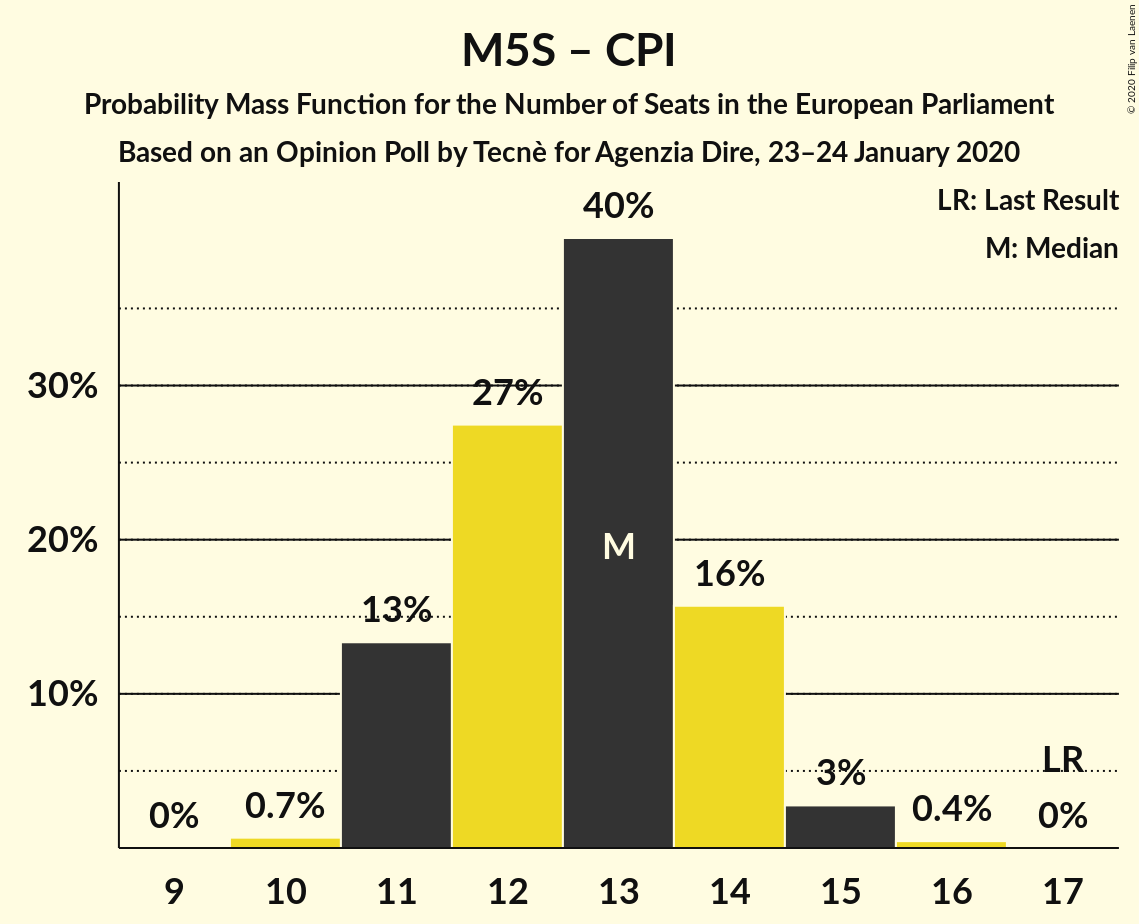 M5S – CPI
Probability Mass Function for the Number of Seats in the European Parliament
Based on an Opinion Poll by Tecnè for Agenzia Dire, 23–24 January 2020
© 2020 Filip van Laenen
LR: Last Result
M: Median
40%
30%
27%
20%
M
16%
13%
10%
LR
3%
0%
0.7%
0.4%
0%
9 10 11 12 13 14 15 16 17